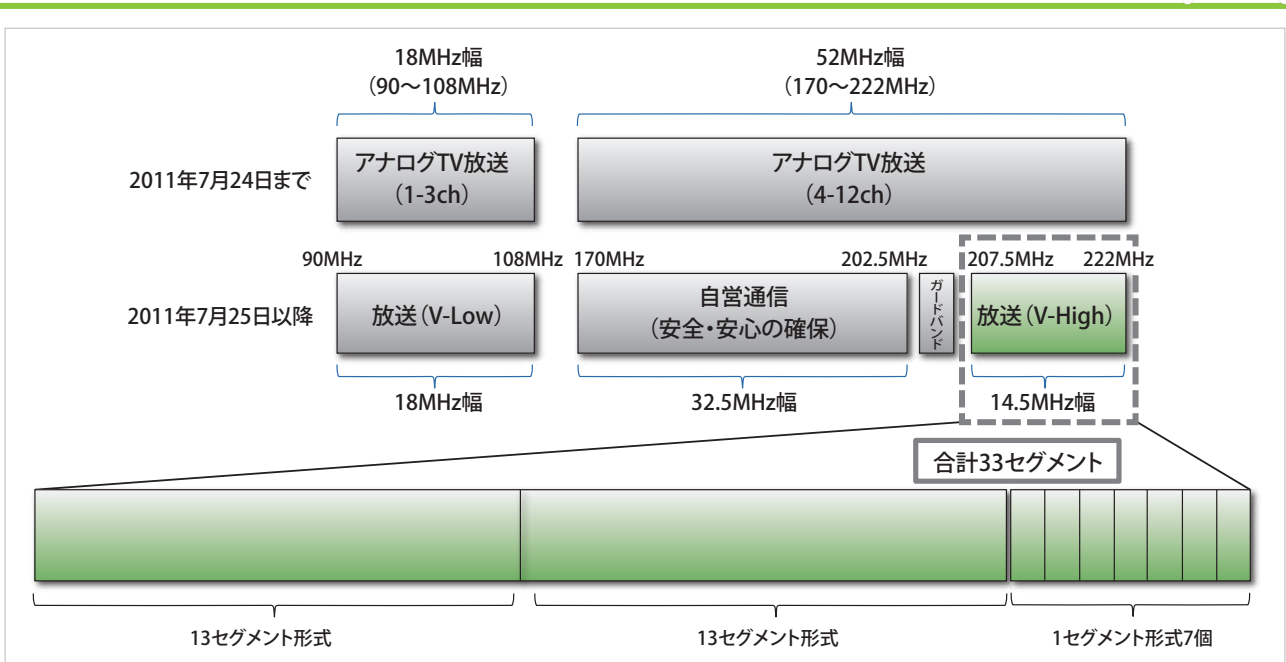 18MHz幅
（90～108MHz）
52MHz幅
（170～222MHz）
2011年7月24日まで
アナログTV放送
（1-3ch）
アナログTV放送
（4-12ch）
90MHz
108MHz
170MHz
202.5MHz
207.5MHz
222MHz
2011年7月25日以降
放送（V-Low）
自営通信
（安全・安心の確保）
ガードバンド
放送（V-High）
18MHz幅
32.5MHz幅
14.5MHz幅
合計33セグメント
13セグメント形式
13セグメント形式
1セグメント形式7個